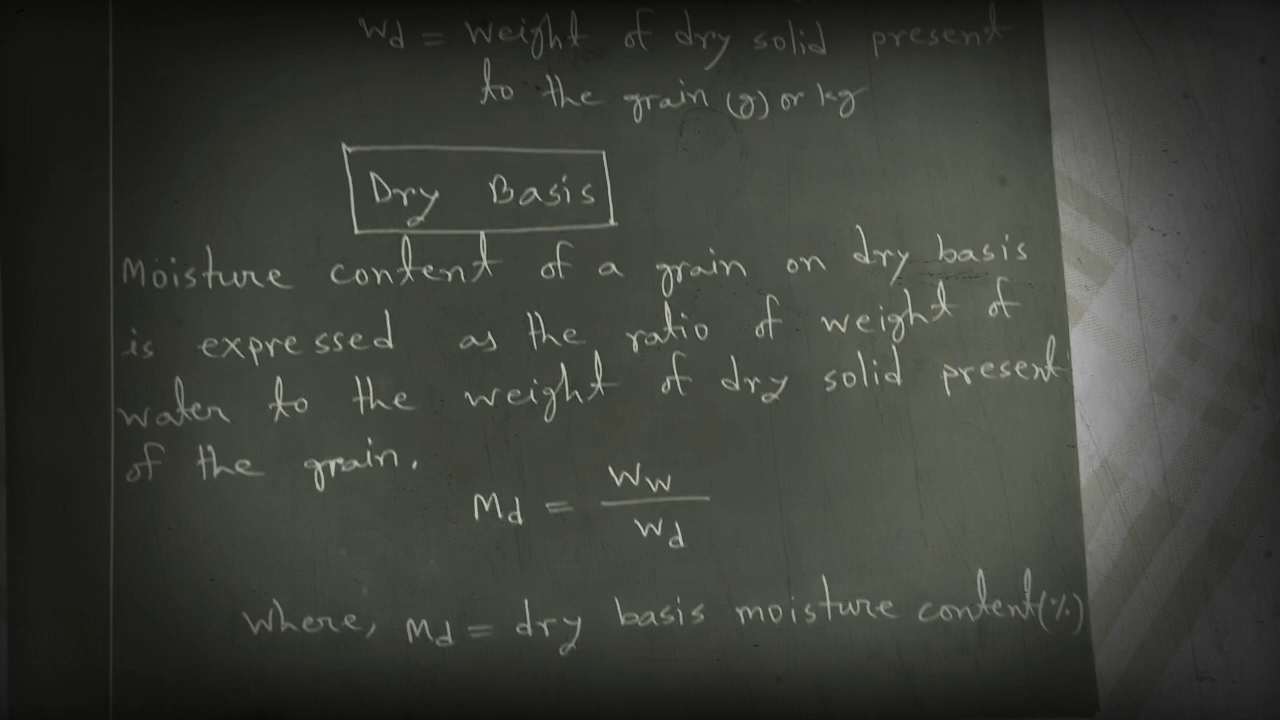 Wd = Weight of dry solid present
to the grain (g) or kg
Dry Basis
Moisture content of a grain on dry basis
is expressed as the ratio of weight of
water to the weight of dry solid present
of the grain.
Md = Ww / Wd
Where, Md = dry basis moisture content (%)